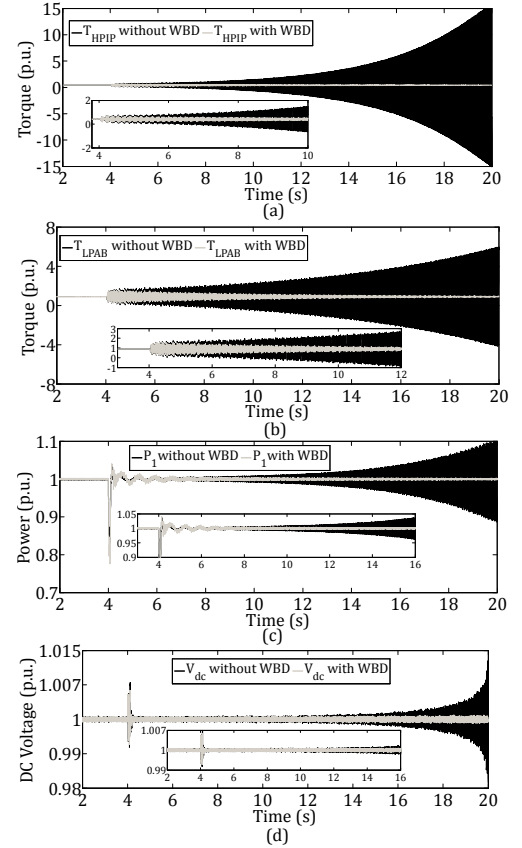 15
10
5
0
-5
-10
-15
Torque (p.u.)
T_HPIP without WBD T_HPIP with WBD
2
0
-2
4 6 8 10
2 4 6 8 10 12 14 16 18 20
Time (s)
(a)
8
4
0
-4
-8
Torque (p.u.)
T_LPAB without WBD T_LPAB with WBD
3
2
1
0
-1
4 6 8 10 12
2 4 6 8 10 12 14 16 18 20
Time (s)
(b)
1.1
1
0.9
0.8
0.7
Power (p.u.)
P_1 without WBD P_1 with WBD
1.05
1
0.95
0.9
4 6 8 10 12 14 16
2 4 6 8 10 12 14 16 18 20
Time (s)
(c)
1.015
1.007
1
0.99
0.98
DC Voltage (p.u.)
V_dc without WBD V_dc with WBD
1.007
1
0.99
2 4 6 8 10 12 14 16
2 4 6 8 10 12 14 16 18 20
Time (s)
(d)